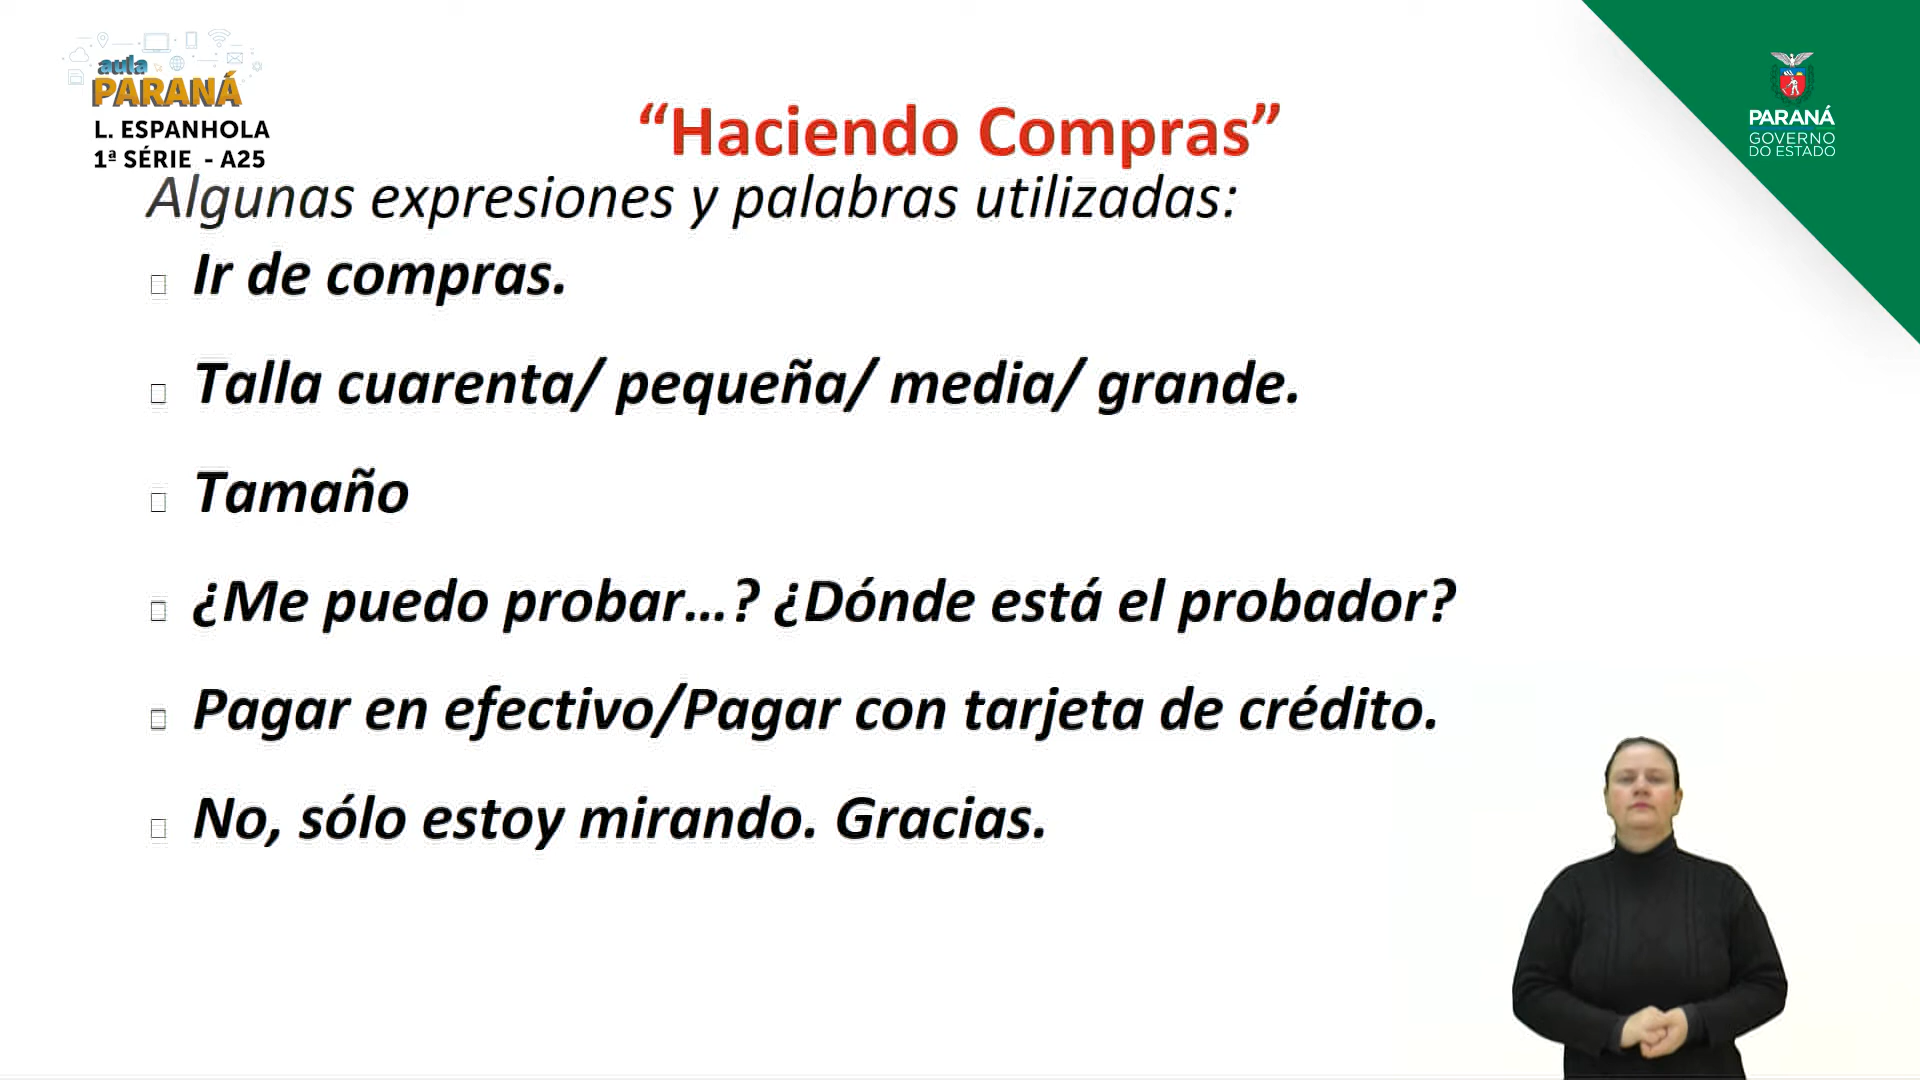 aula
PARANÁ
L. ESPANHOLA
1ª SÉRIE - A25
PARANÁ
GOVERNO
DO ESTADO
“Haciendo Compras”
Algunas expresiones y palabras utilizadas:
Ir de compras.
Talla cuarenta/ pequeña/ media/ grande.
Tamaño
¿Me puedo probar...? ¿Dónde está el probador?
Pagar en efectivo/Pagar con tarjeta de crédito.
No, sólo estoy mirando. Gracias.